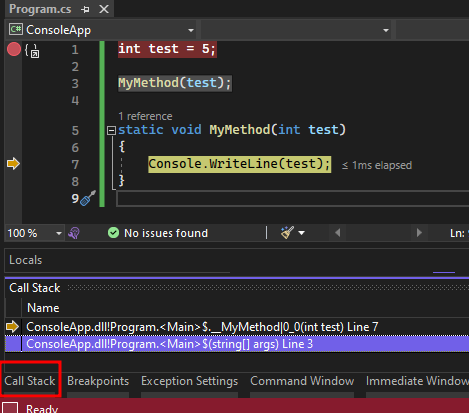 Program.cs
C# ConsoleApp
1 int test = 5;
2
3 MyMethod(test);
4
1 reference
5 static void MyMethod(int test)
6 {
7 Console.WriteLine(test); ≤ 1ms elapsed
8 }
9
100 % No issues found Ln:
Locals
Call Stack
Name
ConsoleApp.dll!Program.<Main>$.__MyMethod|0_0(int test) Line 7
ConsoleApp.dll!Program.<Main>$(string[] args) Line 3
Call Stack Breakpoints Exception Settings Command Window Immediate Window
Ready